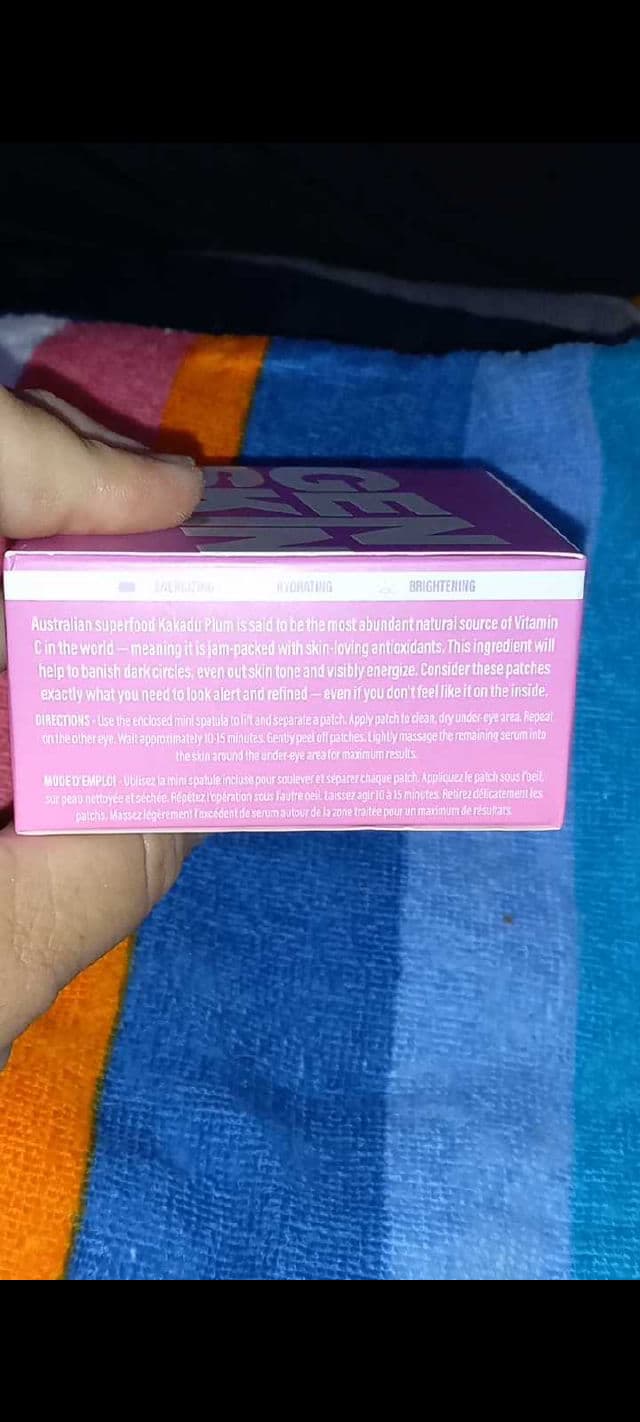 GEN
SKIN
ENERGIZING HYDRATING BRIGHTENING
Australian superfood Kakadu Plum is said to be the most abundant natural source of Vitamin
C in the world — meaning it is jam-packed with skin-loving antioxidants. This ingredient will
help to banish dark circles, even out skin tone and visibly energize. Consider these patches
exactly what you need to look alert and refined — even if you don't feel like it on the inside.
DIRECTIONS - Use the enclosed mini spatula to lift and separate a patch. Apply patch to clean, dry under-eye area. Repeat
on the other eye. Wait approximately 10-15 minutes. Gently peel off patches. Lightly massage the remaining serum into
the skin around the under-eye area for maximum results.
MODE D'EMPLOI - Utilisez la mini spatule incluse pour soulever et séparer chaque patch. Appliquez le patch sous l'oeil,
sur peau nettoyée et séchée. Répétez l'opération sous l'autre oeil. Laissez agir 10 à 15 minutes. Retirez délicatement les
patchs. Massez légèrement l'excédent de serum autour de la zone traitée pour un maximum de résultats.